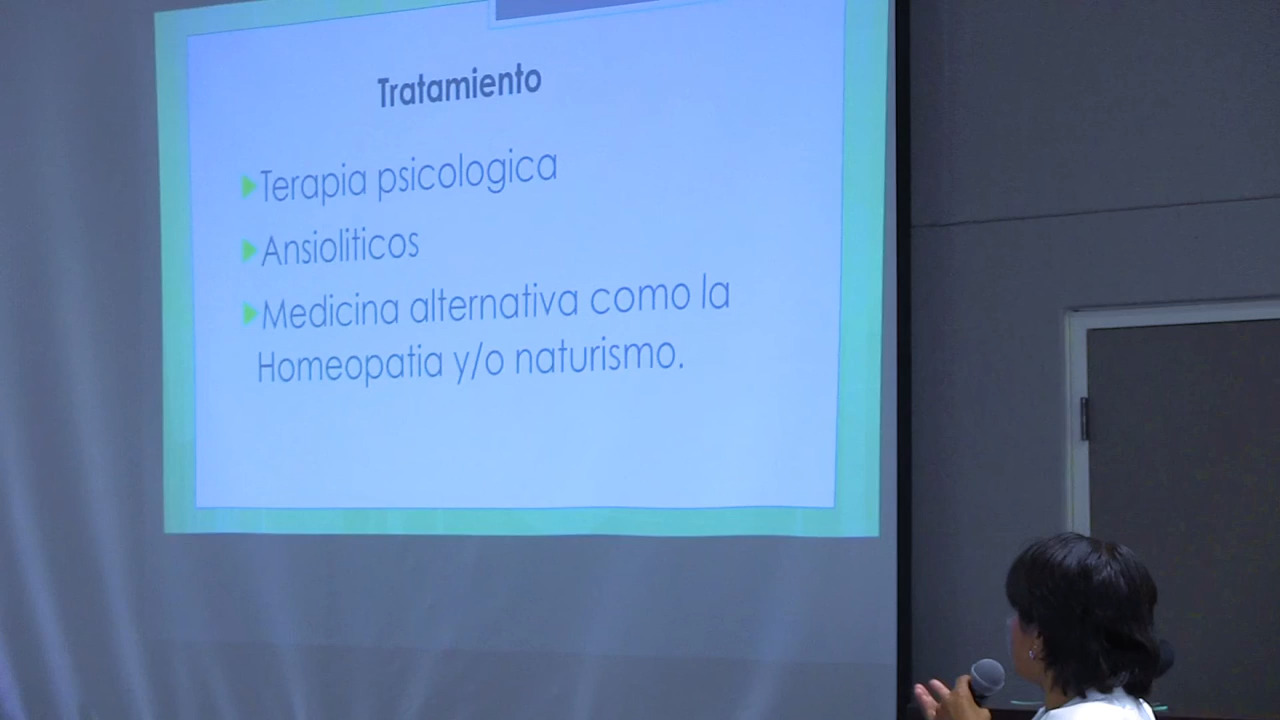 Tratamiento
Terapia psicologica
Ansioliticos
Medicina alternativa como la
Homeopatia y/o naturismo.